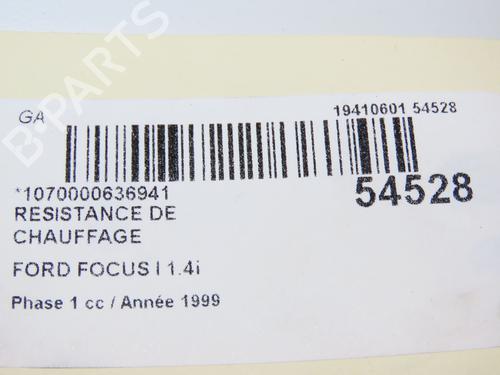 GA
19410601 54528
*1070000636941
54528
RESISTANCE DE
CHAUFFAGE
FORD FOCUS I 1.4i
Phase 1 cc / Année 1999
B-PARTS